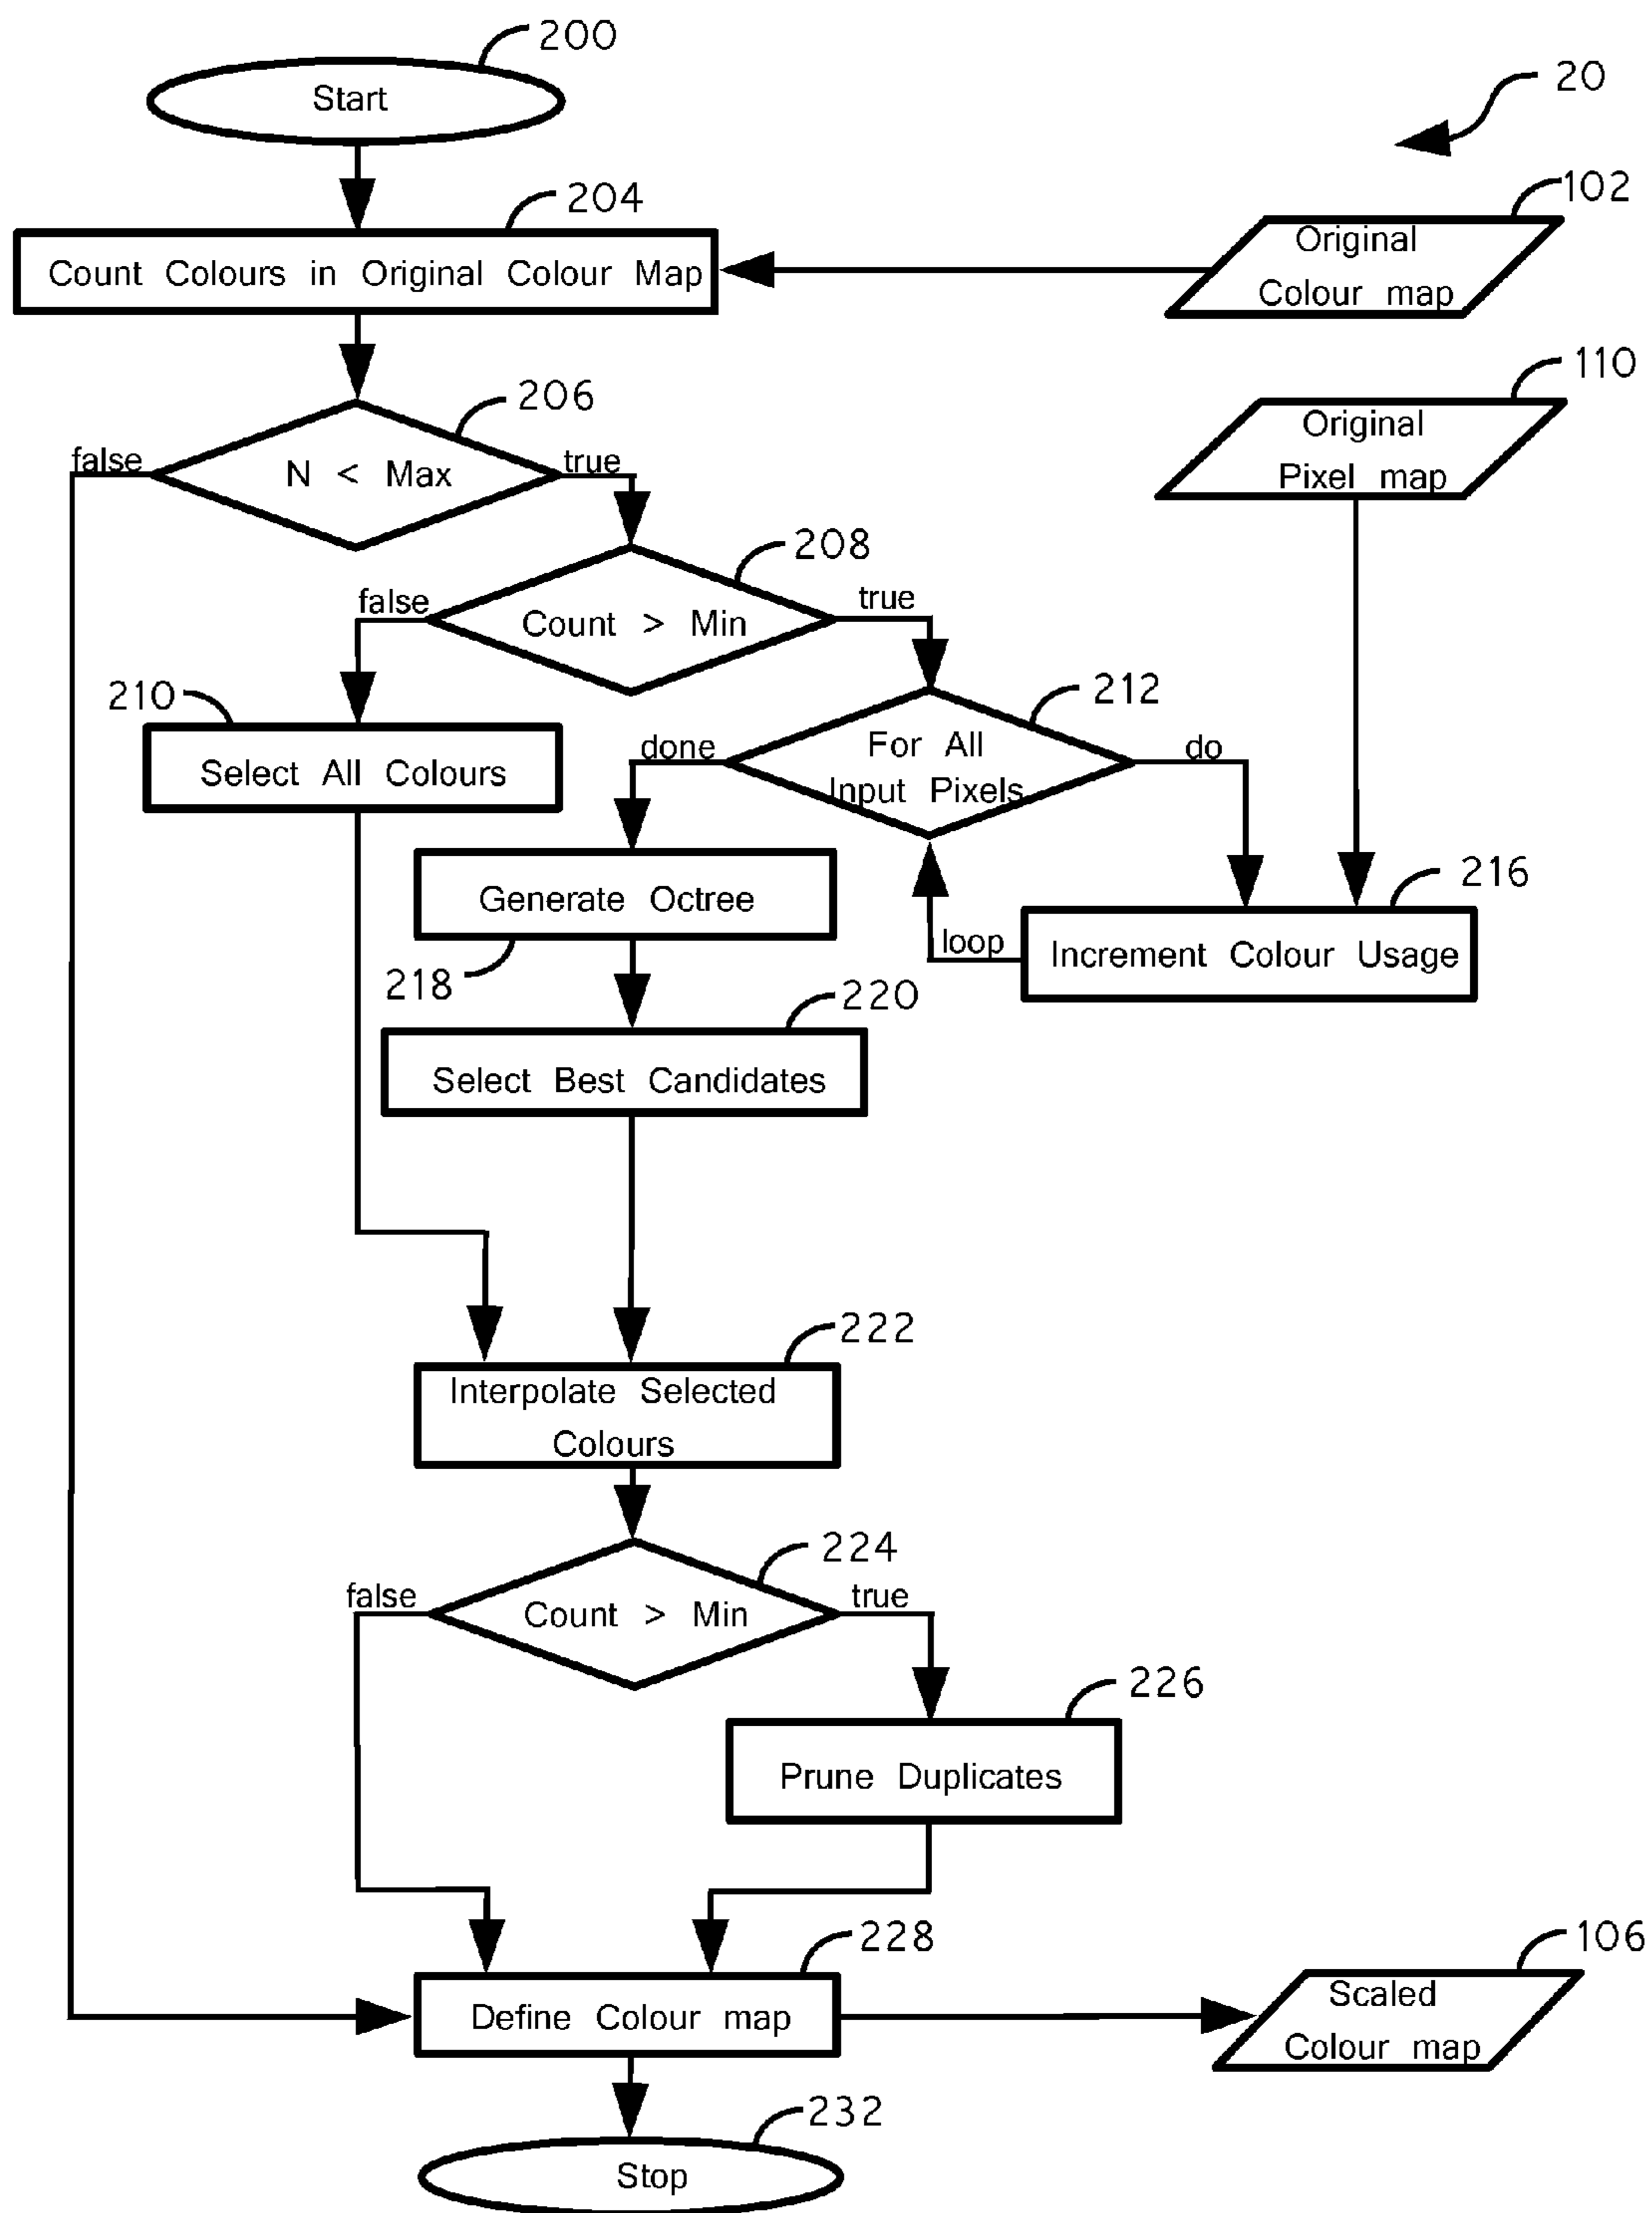 200
Start
20
204
102
Original
Colour map
Count Colours in Original Colour Map
110
206
Original
Pixel map
false
N < Max
true
208
false
Count > Min
true
210
212
Select All Colours
done
For All
Input Pixels
do
216
Generate Octree
loop
Increment Colour Usage
218
220
Select Best Candidates
222
Interpolate Selected
Colours
224
false
Count > Min
true
226
Prune Duplicates
228
106
Define Colour map
Scaled
Colour map
232
Stop